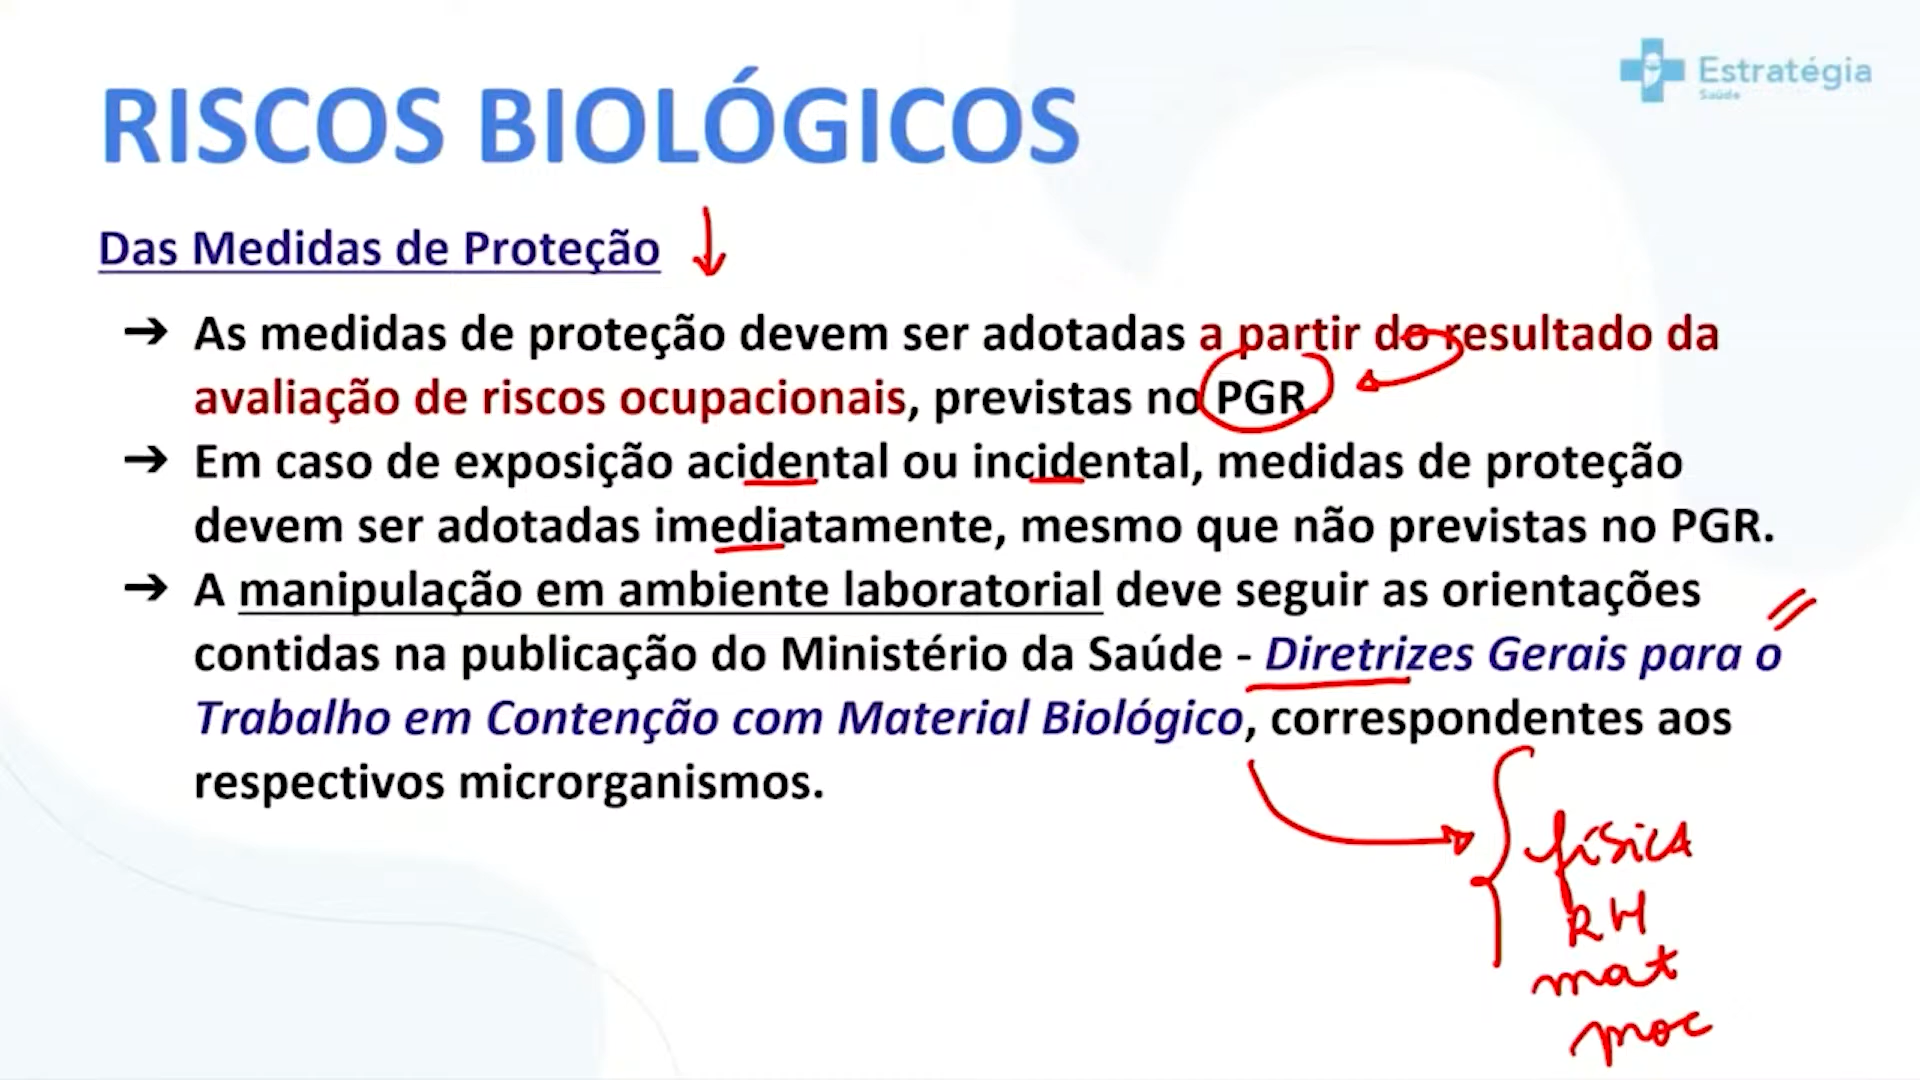 Estratégia
Saúde
RISCOS BIOLÓGICOS
Das Medidas de Proteção
➔ As medidas de proteção devem ser adotadas a partir do resultado da
avaliação de riscos ocupacionais, previstas no PGR.
➔ Em caso de exposição acidental ou incidental, medidas de proteção
devem ser adotadas imediatamente, mesmo que não previstas no PGR.
➔ A manipulação em ambiente laboratorial deve seguir as orientações
contidas na publicação do Ministério da Saúde - Diretrizes Gerais para o
Trabalho em Contenção com Material Biológico, correspondentes aos
respectivos microrganismos.
física
RH
mat
proc